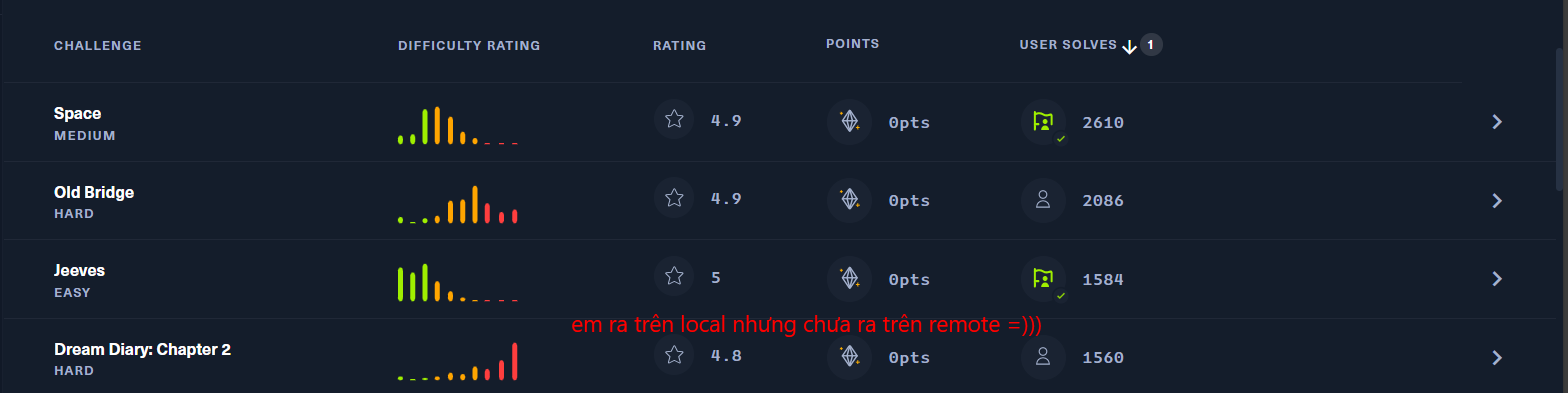 CHALLENGE DIFFICULTY RATING RATING POINTS USER SOLVES 1
Space
MEDIUM
4.9 0pts 2610
Old Bridge
HARD
4.9 0pts 2086
Jeeves
EASY
5 0pts 1584
em ra trên local nhưng chưa ra trên remote =)))
Dream Diary: Chapter 2
HARD
4.8 0pts 1560